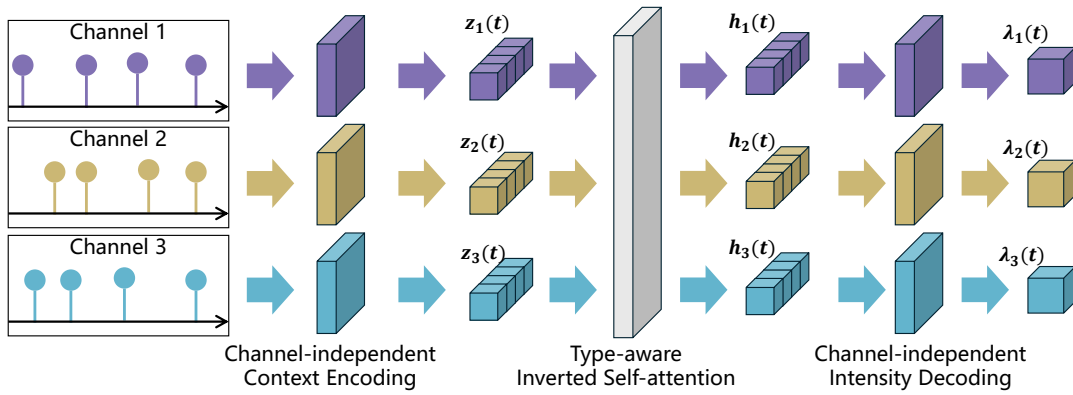 Channel 1
z₁(t)
h₁(t)
λ₁(t)
Channel 2
z₂(t)
h₂(t)
λ₂(t)
Channel 3
z₃(t)
h₃(t)
λ₃(t)
Channel-independent
Context Encoding
Type-aware
Inverted Self-attention
Channel-independent
Intensity Decoding